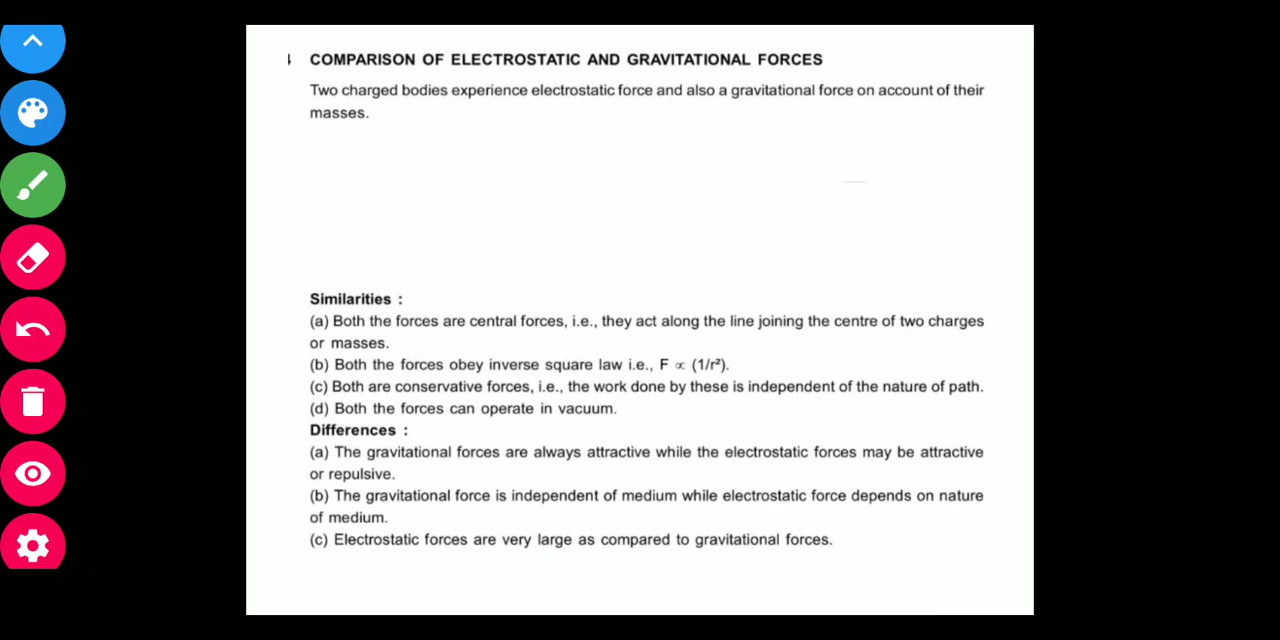 COMPARISON OF ELECTROSTATIC AND GRAVITATIONAL FORCES
Two charged bodies experience electrostatic force and also a gravitational force on account of their
masses.
Similarities :
(a) Both the forces are central forces, i.e., they act along the line joining the centre of two charges
or masses.
(b) Both the forces obey inverse square law i.e., F ∝ (1/r²).
(c) Both are conservative forces, i.e., the work done by these is independent of the nature of path.
(d) Both the forces can operate in vacuum.
Differences :
(a) The gravitational forces are always attractive while the electrostatic forces may be attractive
or repulsive.
(b) The gravitational force is independent of medium while electrostatic force depends on nature
of medium.
(c) Electrostatic forces are very large as compared to gravitational forces.